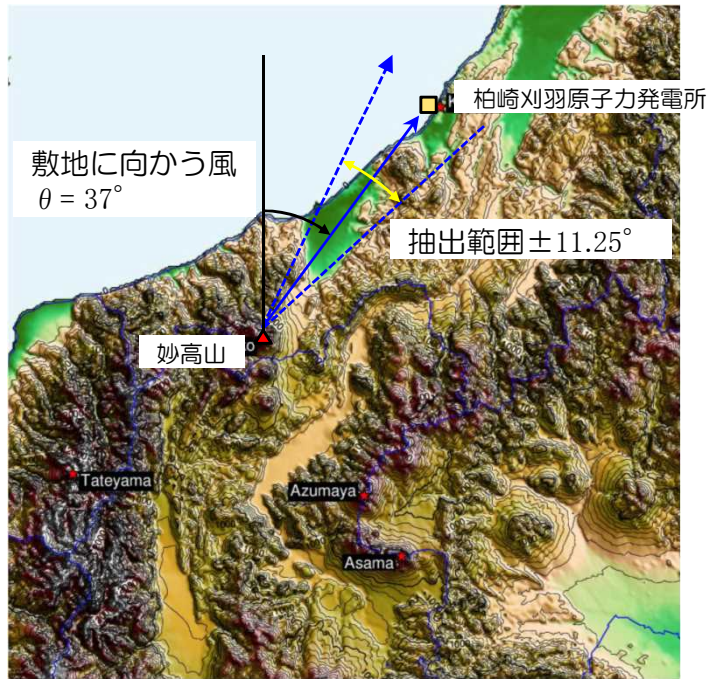 柏崎刈羽原子力発電所
敷地に向かう風
θ = 37°
抽出範囲±11.25°
妙高山
Tateyama
Azumaya
Asama